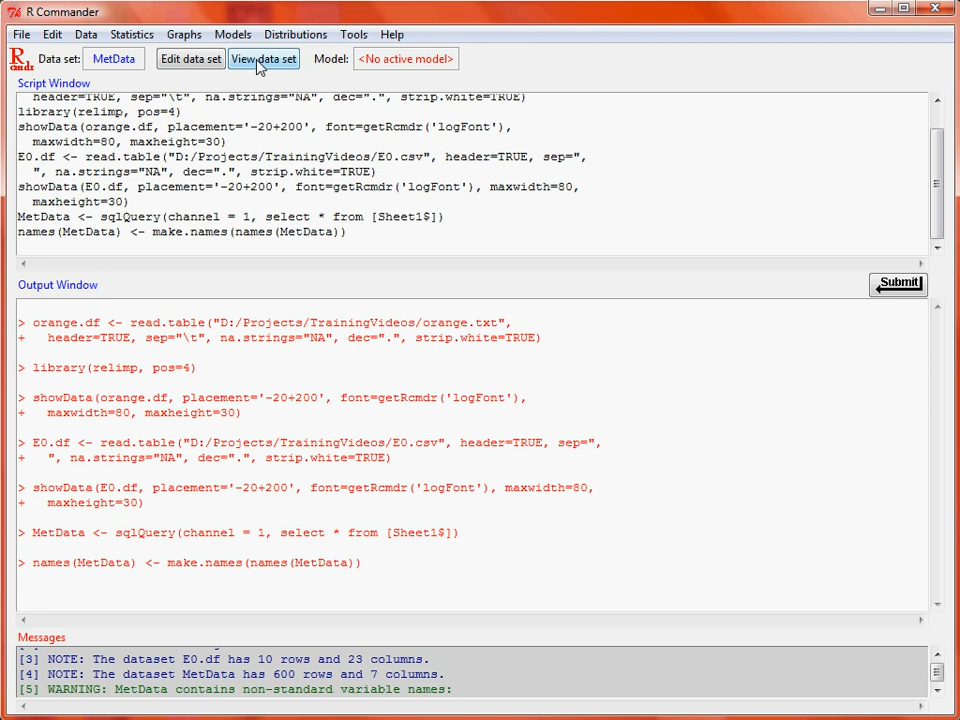 R Commander
File Edit Data Statistics Graphs Models Distributions Tools Help
R cmdr Data set: MetData Edit data set View data set Model: <No active model>
Script Window
header=TRUE, sep="\t", na.strings="NA", dec=".", strip.white=TRUE)
library(relimp, pos=4)
showData(orange.df, placement='-20+200', font=getRcmdr('logFont'),
maxwidth=80, maxheight=30)
E0.df <- read.table("D:/Projects/TrainingVideos/E0.csv", header=TRUE, sep=",
", na.strings="NA", dec=".", strip.white=TRUE)
showData(E0.df, placement='-20+200', font=getRcmdr('logFont'), maxwidth=80,
maxheight=30)
MetData <- sqlQuery(channel = 1, select * from [Sheet1$])
names(MetData) <- make.names(names(MetData))
Output Window
Submit
> orange.df <- read.table("D:/Projects/TrainingVideos/orange.txt",
+ header=TRUE, sep="\t", na.strings="NA", dec=".", strip.white=TRUE)
> library(relimp, pos=4)
> showData(orange.df, placement='-20+200', font=getRcmdr('logFont'),
+ maxwidth=80, maxheight=30)
> E0.df <- read.table("D:/Projects/TrainingVideos/E0.csv", header=TRUE, sep=",
+ ", na.strings="NA", dec=".", strip.white=TRUE)
> showData(E0.df, placement='-20+200', font=getRcmdr('logFont'), maxwidth=80,
+ maxheight=30)
> MetData <- sqlQuery(channel = 1, select * from [Sheet1$])
> names(MetData) <- make.names(names(MetData))
Messages
[3] NOTE: The dataset E0.df has 10 rows and 23 columns.
[4] NOTE: The dataset MetData has 600 rows and 7 columns.
[5] WARNING: MetData contains non-standard variable names: